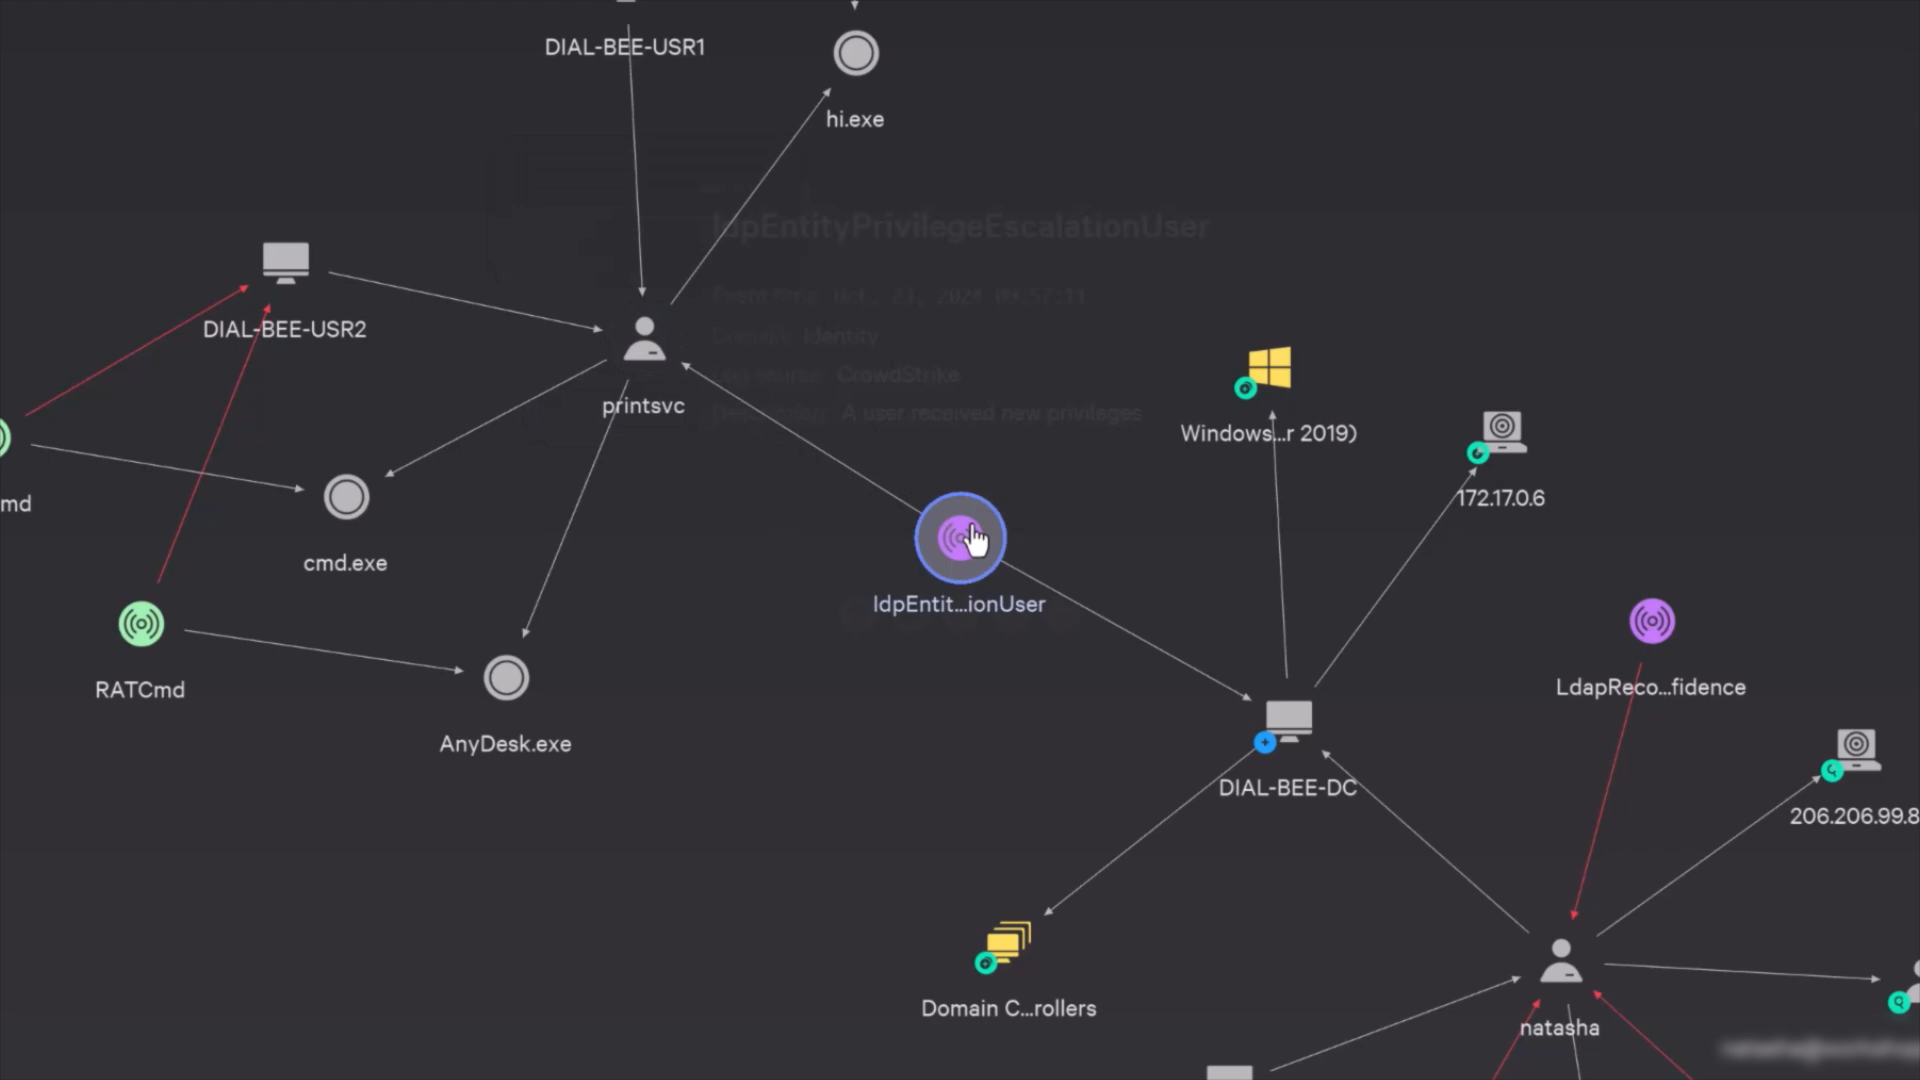 DIAL-BEE-USR1
hi.exe
IdpEntityPrivilegeEscalationUser
DIAL-BEE-USR2
Identity
CrowdStrike
printsvc
A user received new privileges
Windows...r 2019)
172.17.0.6
md
cmd.exe
IdpEntit...ionUser
RATCmd
LdapReco...fidence
AnyDesk.exe
DIAL-BEE-DC
206.206.99.8
Domain C...rollers
natasha